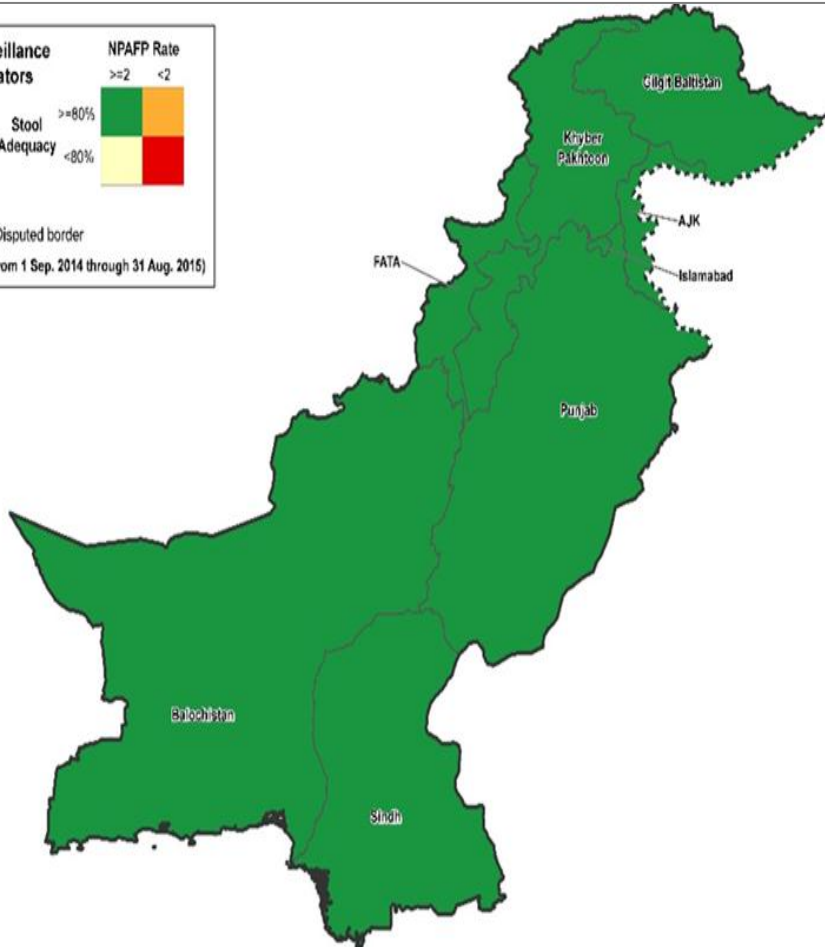 eillance
NPAFP Rate
ators
>=2 <2
Stool
Adequacy
>=80%
<80%
Disputed border
om 1 Sep. 2014 through 31 Aug. 2015)
Gilgit Baltistan
Khyber
Pakhtoon
AJK
Islamabad
FATA
Punjab
Balochistan
Sindh